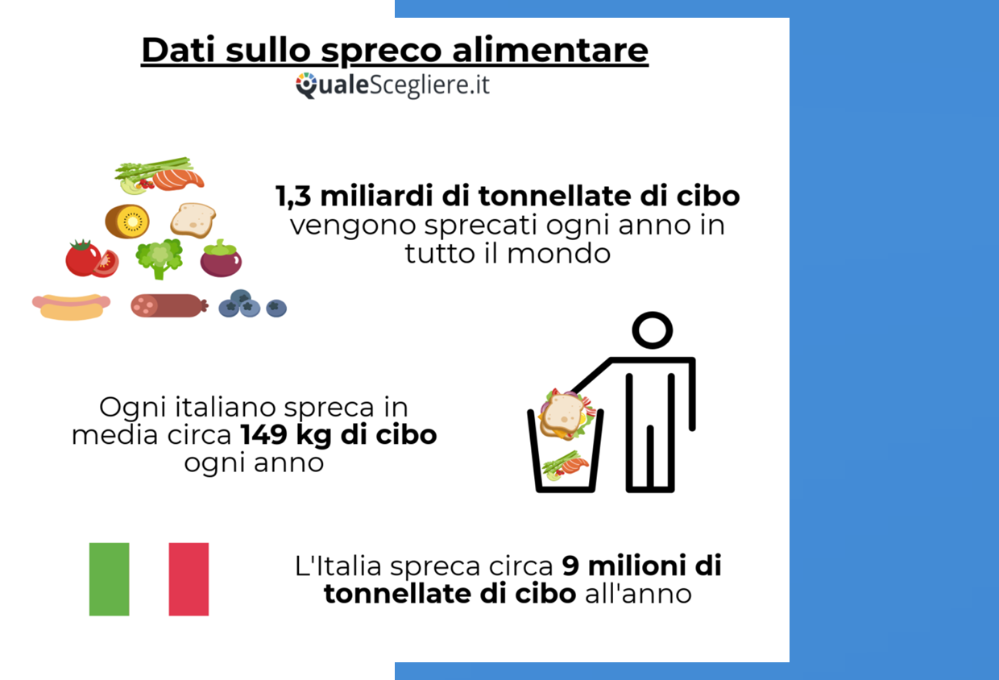 Dati sullo spreco alimentare
QualeScegliere.it
1,3 miliardi di tonnellate di cibo
vengono sprecati ogni anno in
tutto il mondo
Ogni italiano spreca in
media circa 149 kg di cibo
ogni anno
L'Italia spreca circa 9 milioni di
tonnellate di cibo all'anno